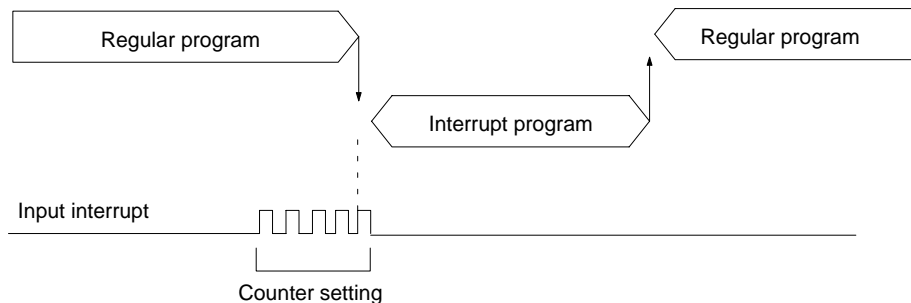 Regular program
Regular program
Interrupt program
Input interrupt
Counter setting